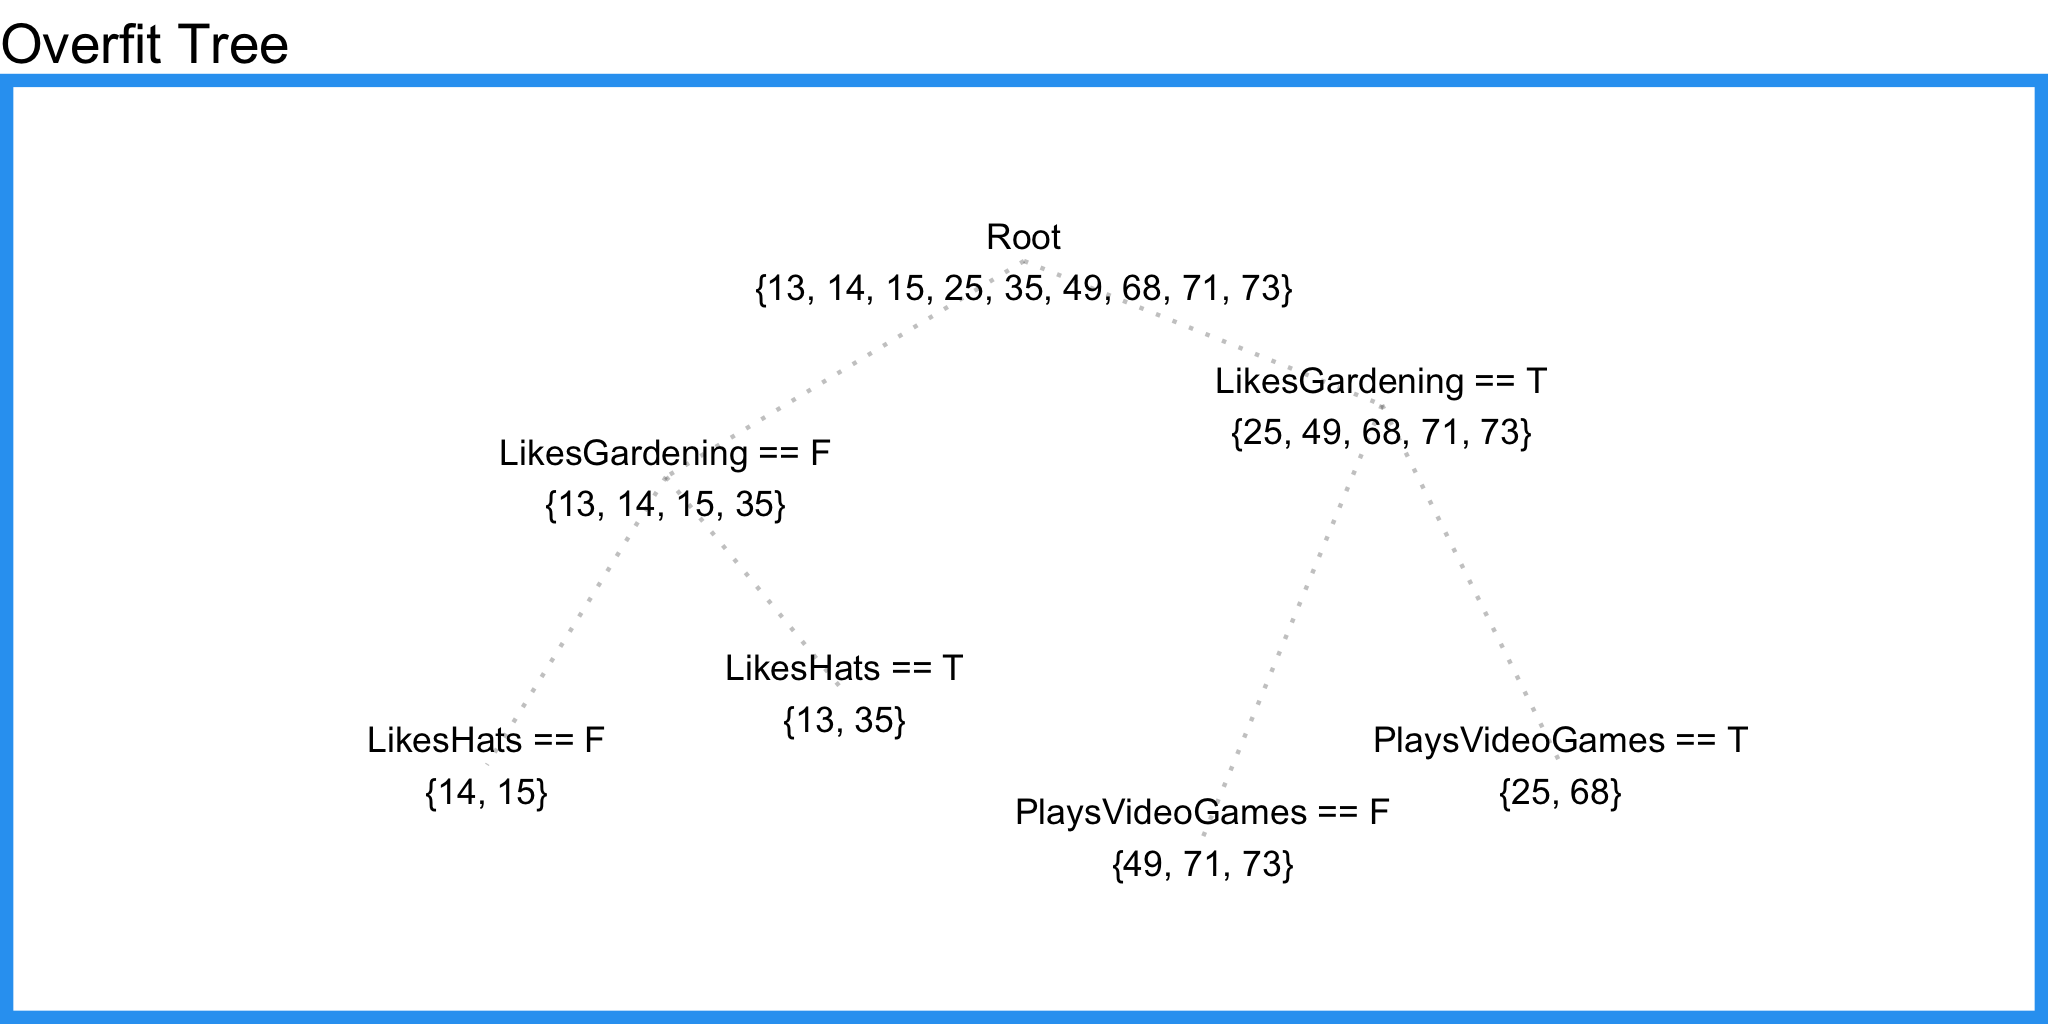 Overfit Tree
Root
{13, 14, 15, 25, 35, 49, 68, 71, 73}
LikesGardening == T
{25, 49, 68, 71, 73}
LikesGardening == F
{13, 14, 15, 35}
LikesHats == T
{13, 35}
LikesHats == F
{14, 15}
PlaysVideoGames == T
{25, 68}
PlaysVideoGames == F
{49, 71, 73}